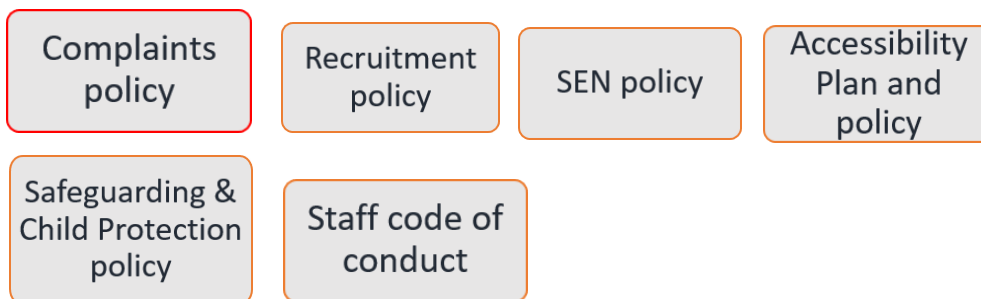 Complaints
policy
Recruitment
policy
SEN policy
Accessibility
Plan and
policy
Safeguarding &
Child Protection
policy
Staff code of
conduct